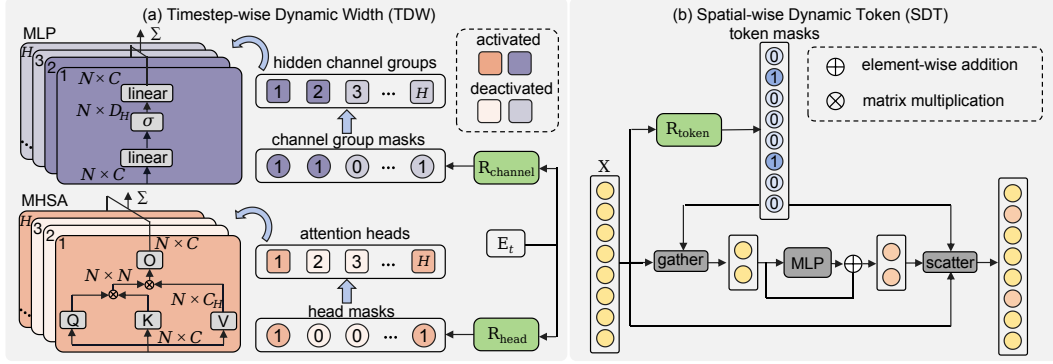 (a) Timestep-wise Dynamic Width (TDW)
MLP
Σ
H
3
2
1
N × C
linear
N × D_H
σ
linear
N × C
...
hidden channel groups
1 2 3 ... H
channel group masks
1 1 0 ... 1
R_channel
activated
deactivated
MHSA
Σ
H
3
2
1
N × C
O
N × N
N × C_H
Q K V
N × C
...
attention heads
1 2 3 ... H
head masks
1 0 0 ... 1
R_head
E_t
(b) Spatial-wise Dynamic Token (SDT)
token masks
0
1
0
0
0
1
0
0
element-wise addition
matrix multiplication
R_token
X
gather
MLP
scatter